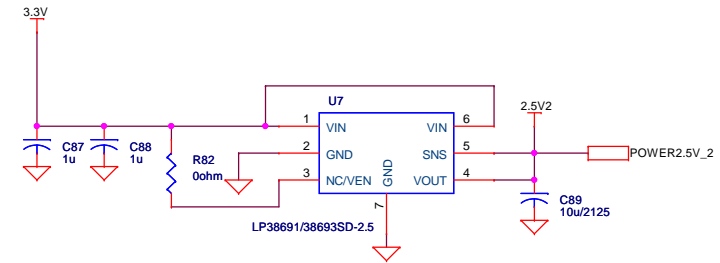 3.3V
U7
2.5V2
1 VIN VIN 6
C87
1u
C88
1u
R82
0ohm
2 GND SNS 5
POWER2.5V_2
3 NC/VEN GND VOUT 4
7
C89
10u/2125
LP38691/38693SD-2.5